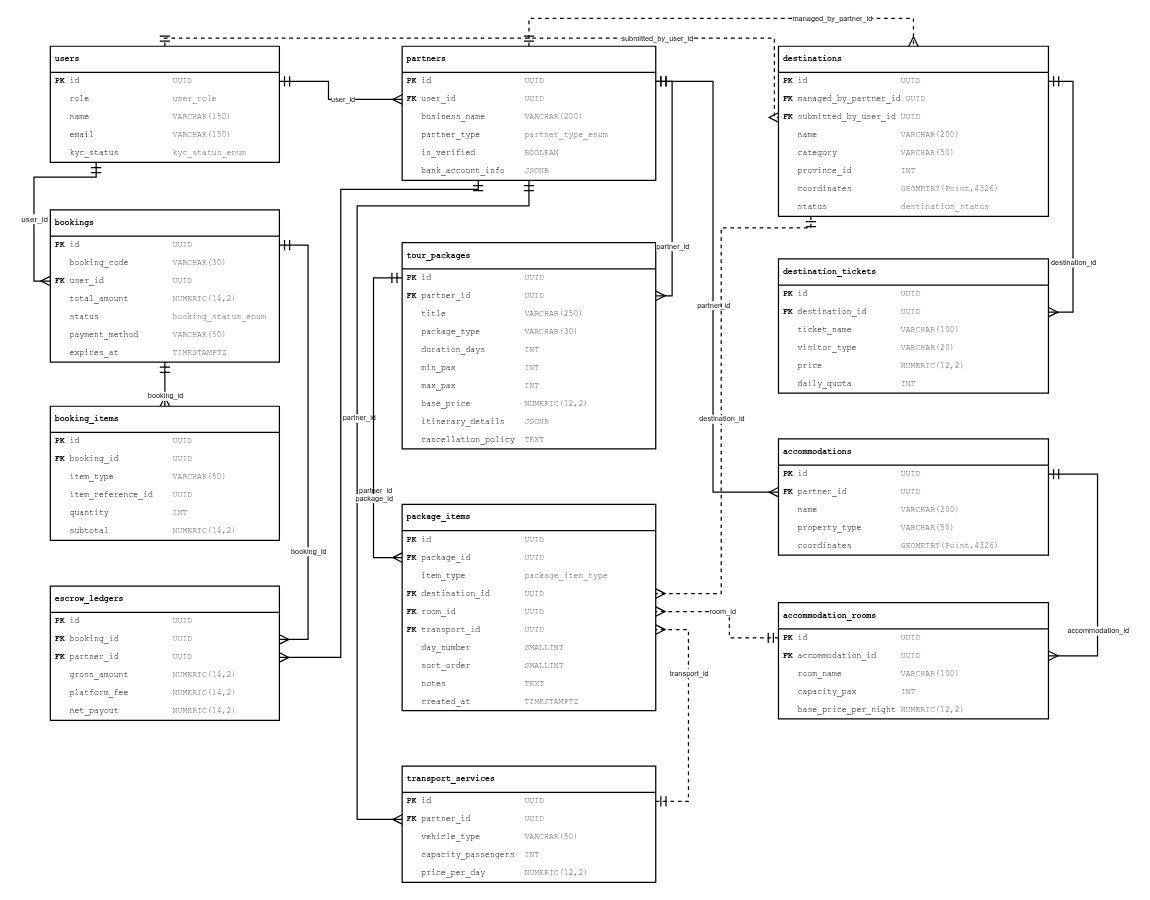 managed_by_partner_id
submitted_by_user_id
users
PK id UUID
role user_role
name VARCHAR(150)
email VARCHAR(150)
kyc_status kyc_status_enum
user_id
partners
PK id UUID
FK user_id UUID
business_name VARCHAR(200)
partner_type partner_type_enum
is_verified BOOLEAN
bank_account_info JSONB
destinations
PK id UUID
FK managed_by_partner_id UUID
FK submitted_by_user_id UUID
name VARCHAR(200)
category VARCHAR(50)
province_id INT
coordinates GEOMETRY(Point,4326)
status destination_status
user_id
bookings
PK id UUID
booking_code VARCHAR(30)
FK user_id UUID
total_amount NUMERIC(14,2)
status booking_status_enum
payment_method VARCHAR(50)
expires_at TIMESTAMPTZ
booking_id
tour_packages
PK id UUID
FK partner_id UUID
title VARCHAR(250)
package_type VARCHAR(30)
duration_days INT
min_pax INT
max_pax INT
base_price NUMERIC(12,2)
itinerary_details JSONB
cancellation_policy TEXT
partner_id
partner_id
destination_id
destination_tickets
PK id UUID
FK destination_id UUID
ticket_name VARCHAR(100)
visitor_type VARCHAR(20)
price NUMERIC(12,2)
daily_quota INT
booking_items
PK id UUID
FK booking_id UUID
item_type VARCHAR(50)
item_reference_id UUID
quantity INT
subtotal NUMERIC(14,2)
partner_id
destination_id
partner_id
package_id
booking_id
accommodations
PK id UUID
FK partner_id UUID
name VARCHAR(200)
property_type VARCHAR(50)
coordinates GEOMETRY(Point,4326)
package_items
PK id UUID
FK package_id UUID
item_type package_item_type
FK destination_id UUID
FK room_id UUID
FK transport_id UUID
day_number SMALLINT
sort_order SMALLINT
notes TEXT
created_at TIMESTAMPTZ
escrow_ledgers
PK id UUID
FK booking_id UUID
FK partner_id UUID
gross_amount NUMERIC(14,2)
platform_fee NUMERIC(14,2)
net_payout NUMERIC(14,2)
room_id
transport_id
accommodation_rooms
PK id UUID
FK accommodation_id UUID
room_name VARCHAR(100)
capacity_pax INT
base_price_per_night NUMERIC(12,2)
accommodation_id
transport_services
PK id UUID
FK partner_id UUID
vehicle_type VARCHAR(50)
capacity_passengers INT
price_per_day NUMERIC(12,2)